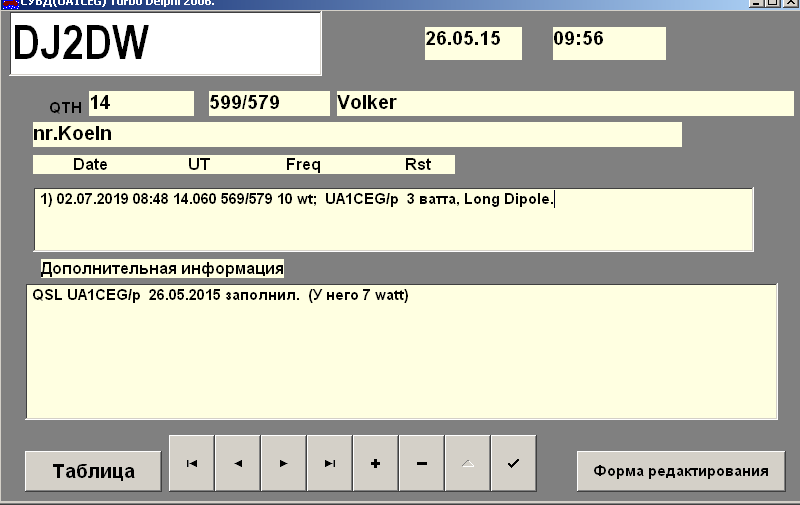 СУБД(UA1CEG) Turbo Delphi 2006.
DJ2DW
26.05.15
09:56
QTH
14
599/579
Volker
nr.Koeln
Date UT Freq Rst
1) 02.07.2019 08:48 14.060 569/579 10 wt;  UA1CEG/p  3 ватта, Long Dipole.
Дополнительная информация
QSL UA1CEG/p  26.05.2015 заполнил.  (У него 7 watt)
Таблица
Форма редактирования